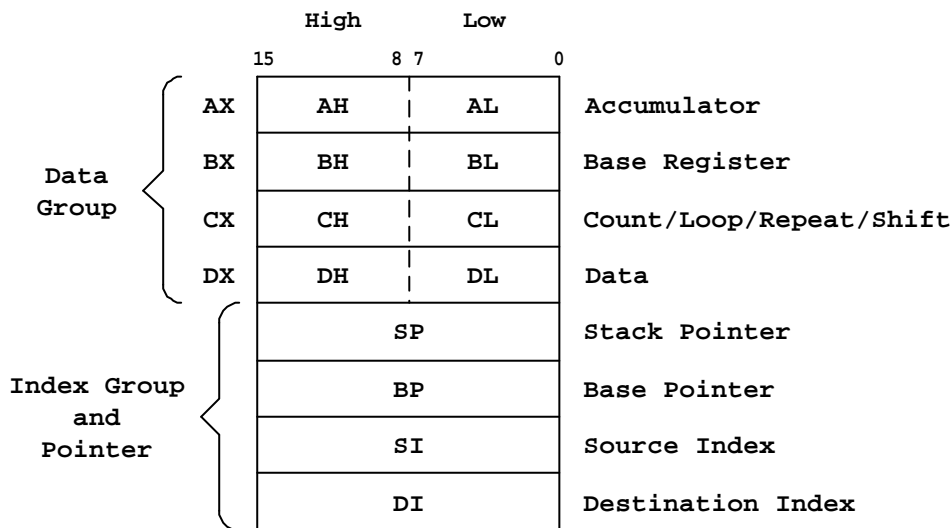 High Low
15 8 7 0
AX AH AL Accumulator
BX BH BL Base Register
Data
Group
CX CH CL Count/Loop/Repeat/Shift
DX DH DL Data
SP Stack Pointer
Index Group
and
Pointer
BP Base Pointer
SI Source Index
DI Destination Index